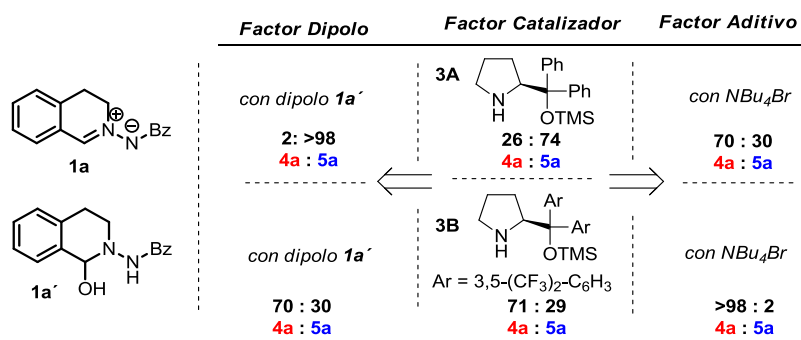 Factor Dipolo
Factor Catalizador
Factor Aditivo
⊕
N
⊖
N
Bz
1a
con dipolo 1a´
2: >98
4a : 5a
3A
Ph
Ph
N
H
OTMS
26 : 74
4a : 5a
con NBu4Br
70 : 30
4a : 5a
N
N
H
Bz
OH
1a´
con dipolo 1a´
70 : 30
4a : 5a
3B
Ar
Ar
N
H
OTMS
Ar = 3,5-(CF3)2-C6H3
71 : 29
4a : 5a
con NBu4Br
>98 : 2
4a : 5a